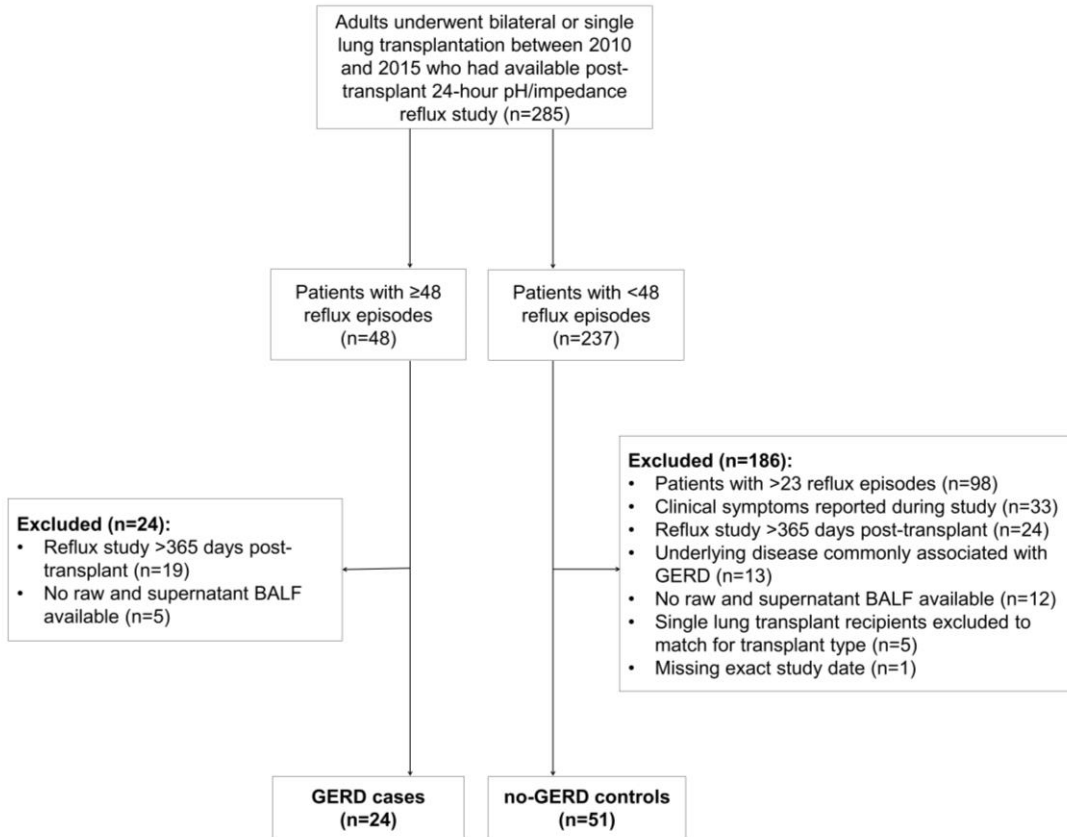 Adults underwent bilateral or single
lung transplantation between 2010
and 2015 who had available post-
transplant 24-hour pH/impedance
reflux study (n=285)
Patients with ≥48
reflux episodes
(n=48)
Patients with <48
reflux episodes
(n=237)
Excluded (n=24):
• Reflux study >365 days post-
transplant (n=19)
• No raw and supernatant BALF
available (n=5)
Excluded (n=186):
• Patients with >23 reflux episodes (n=98)
• Clinical symptoms reported during study (n=33)
• Reflux study >365 days post-transplant (n=24)
• Underlying disease commonly associated with
GERD (n=13)
• No raw and supernatant BALF available (n=12)
• Single lung transplant recipients excluded to
match for transplant type (n=5)
• Missing exact study date (n=1)
GERD cases
(n=24)
no-GERD controls
(n=51)